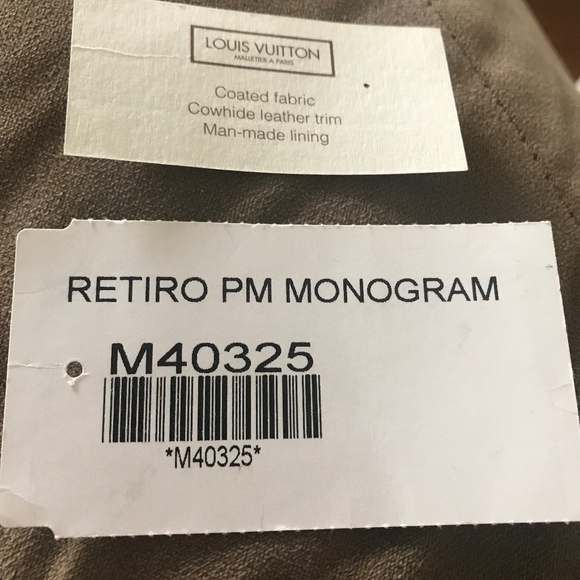 LOUIS VUITTON
MALLETIER A PARIS
Coated fabric
Cowhide leather trim
Man-made lining
RETIRO PM MONOGRAM
M40325
*M40325*